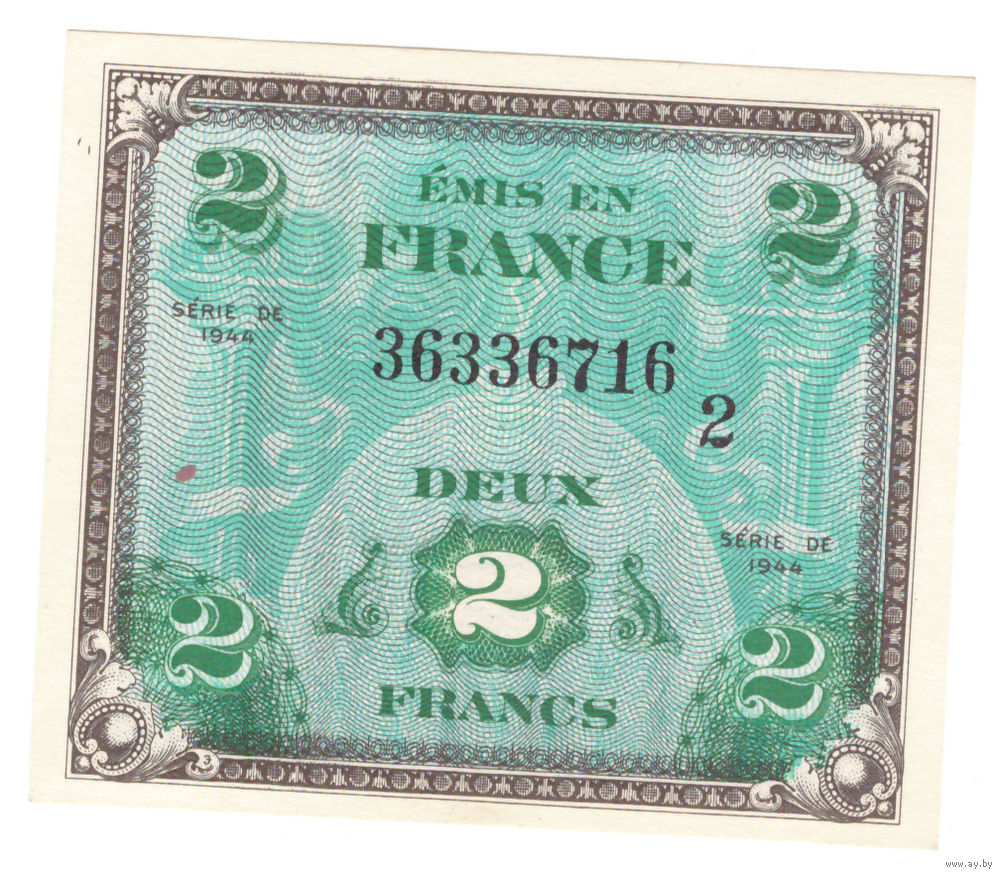 2 ÉMIS EN 2
FRANCE
SÉRIE DE
1944
36336716
2
DEUX
SÉRIE DE
1944
2
2 2
FRANCS
3
www.ay.by